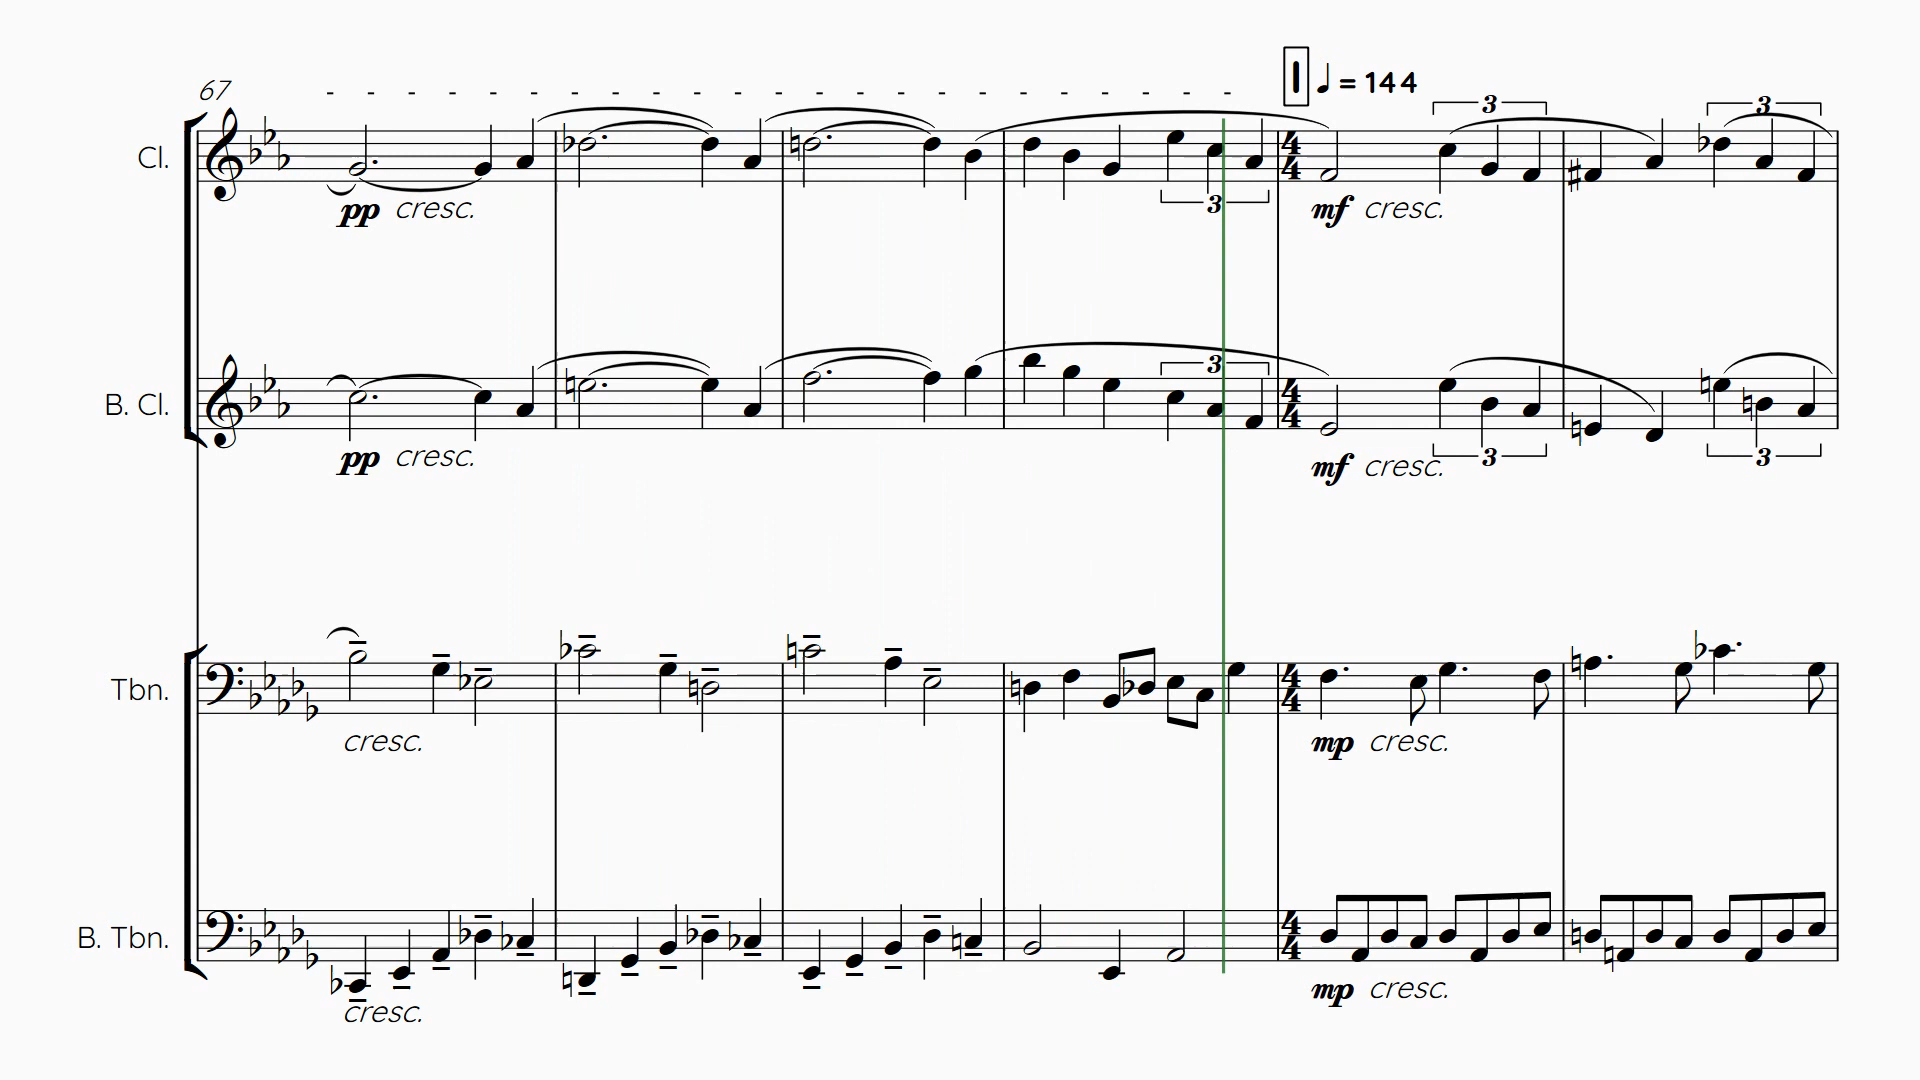 67
I ♩ = 144
3
3
Cl.
3
pp cresc.
mf cresc.
3
B. Cl.
3
3
pp cresc.
mf cresc.
Tbn.
cresc.
mp cresc.
B. Tbn.
mp cresc.
cresc.